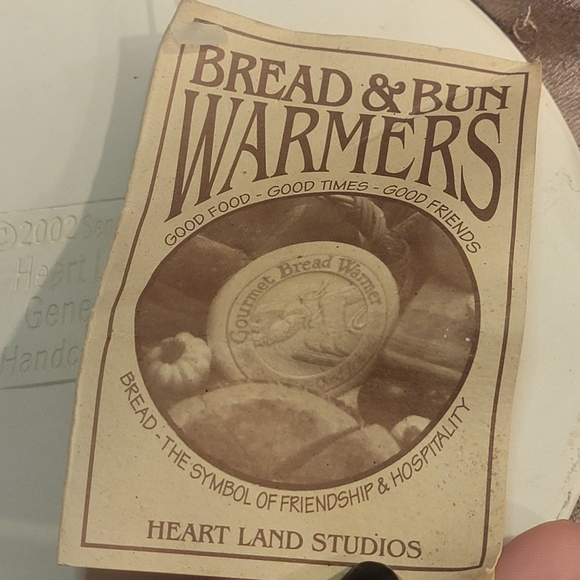 BREAD & BUN
WARMERS
GOOD FOOD - GOOD TIMES - GOOD FRIENDS
Gourmet Bread Warmer
BREAD - THE SYMBOL OF FRIENDSHIP & HOSPITALITY
HEART LAND STUDIOS
©2002
Heart
Gene
Handc